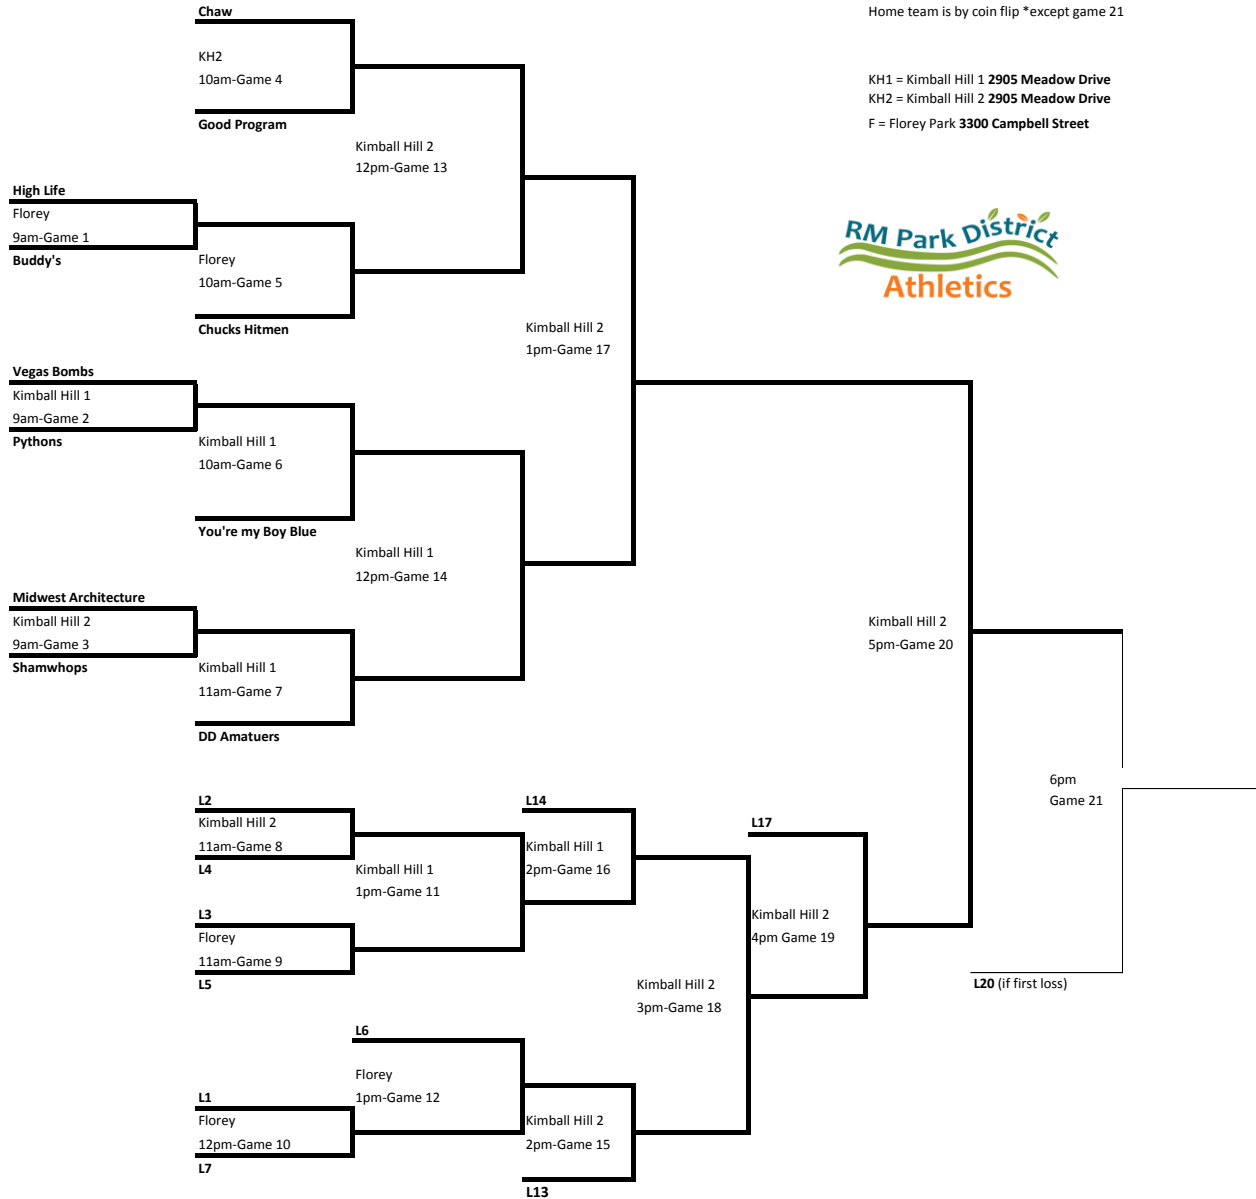 Chaw
Home team is by coin flip *except game 21
KH2
10am-Game 4
KH1 = Kimball Hill 1 2905 Meadow Drive
KH2 = Kimball Hill 2 2905 Meadow Drive
Good Program
F = Florey Park 3300 Campbell Street
Kimball Hill 2
12pm-Game 13
High Life
Florey
9am-Game 1
Buddy's
RM Park District
Athletics
Florey
10am-Game 5
Chucks Hitmen
Kimball Hill 2
1pm-Game 17
Vegas Bombs
Kimball Hill 1
9am-Game 2
Pythons
Kimball Hill 1
10am-Game 6
You're my Boy Blue
Kimball Hill 1
12pm-Game 14
Midwest Architecture
Kimball Hill 2
9am-Game 3
Shamwhops
Kimball Hill 1
11am-Game 7
DD Amatuers
Kimball Hill 2
5pm-Game 20
6pm
Game 21
L2
Kimball Hill 2
11am-Game 8
L4
L14
Kimball Hill 1
2pm-Game 16
L17
Kimball Hill 1
1pm-Game 11
L3
Florey
11am-Game 9
L5
Kimball Hill 2
4pm Game 19
Kimball Hill 2
3pm-Game 18
L20 (if first loss)
L6
Florey
1pm-Game 12
L1
Florey
12pm-Game 10
L7
Kimball Hill 2
2pm-Game 15
L13